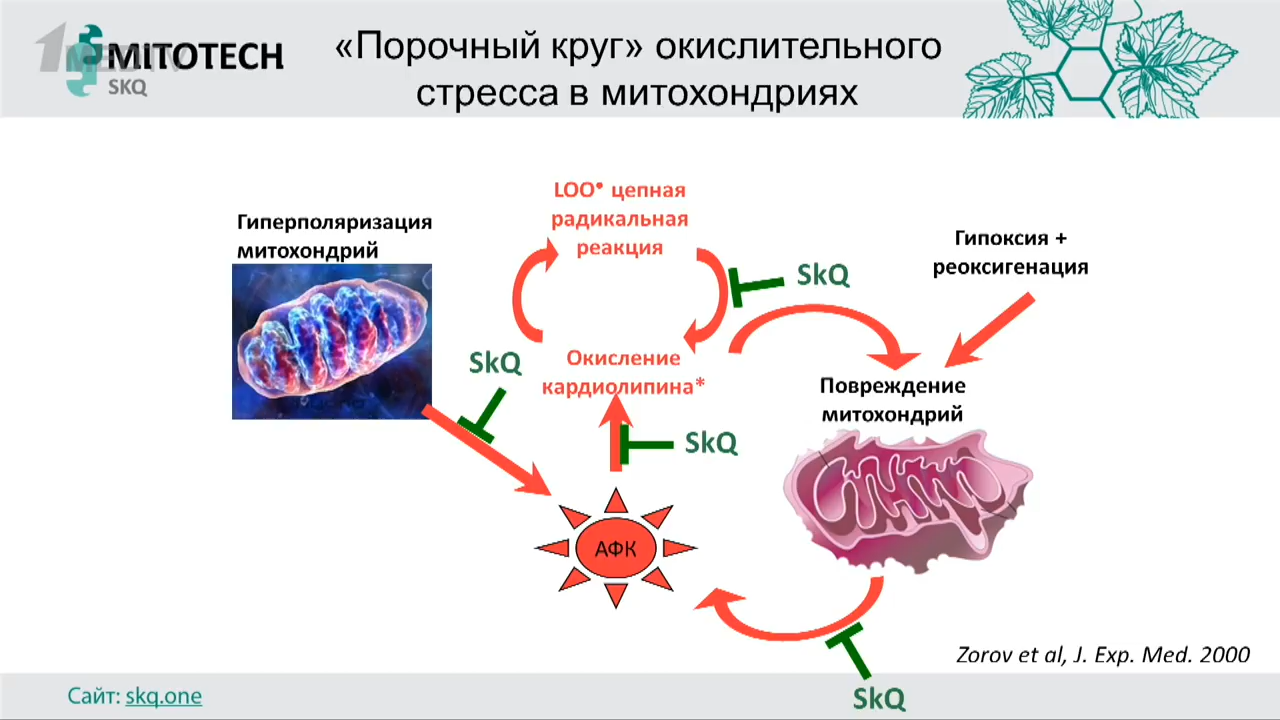 1MEDTV
MITOTECH
SKQ
«Порочный круг» окислительного
стресса в митохондриях
LOO• цепная
радикальная
реакция
Гиперполяризация
митохондрий
Гипоксия +
реоксигенация
SkQ
SkQ
Окисление
кардиолипина*
Повреждение
митохондрий
SkQ
АФК
Zorov et al, J. Exp. Med. 2000
Сайт: skq.one
SkQ